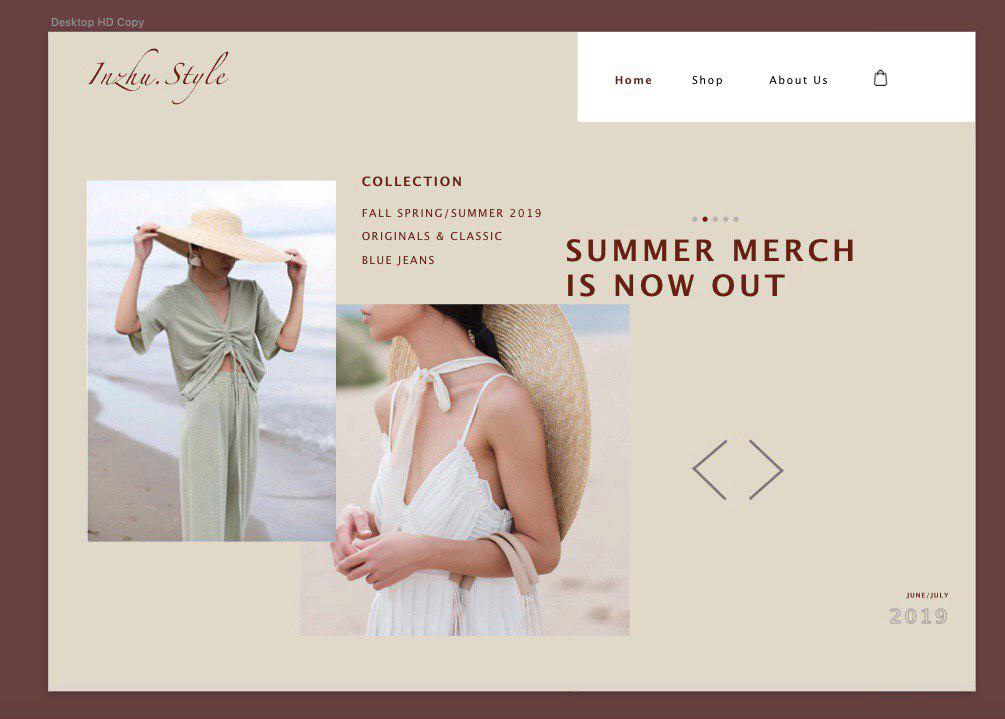 Desktop HD Copy
Inzhu.Style
Home
Shop
About Us
COLLECTION
FALL SPRING/SUMMER 2019
ORIGINALS & CLASSIC
BLUE JEANS
SUMMER MERCH
IS NOW OUT
JUNE/JULY
2019